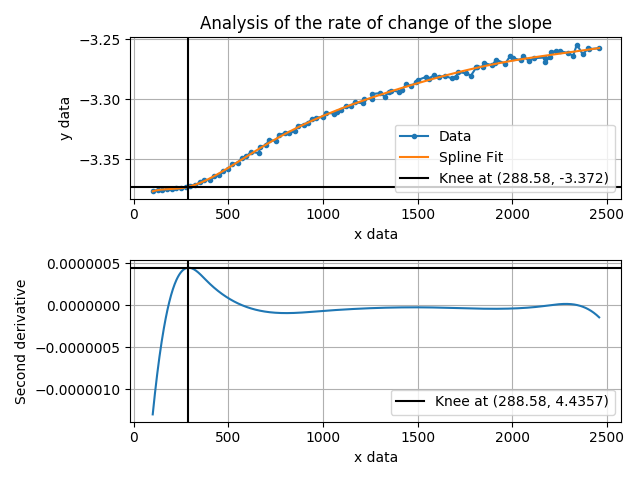 Analysis of the rate of change of the slope
−3.25
−3.30
−3.35
y data
Data
Spline Fit
Knee at (288.58, -3.372)
0 500 1000 1500 2000 2500
x data
0.0000005
0.0000000
−0.0000005
−0.0000010
Second derivative
Knee at (288.58, 4.4357)
0 500 1000 1500 2000 2500
x data